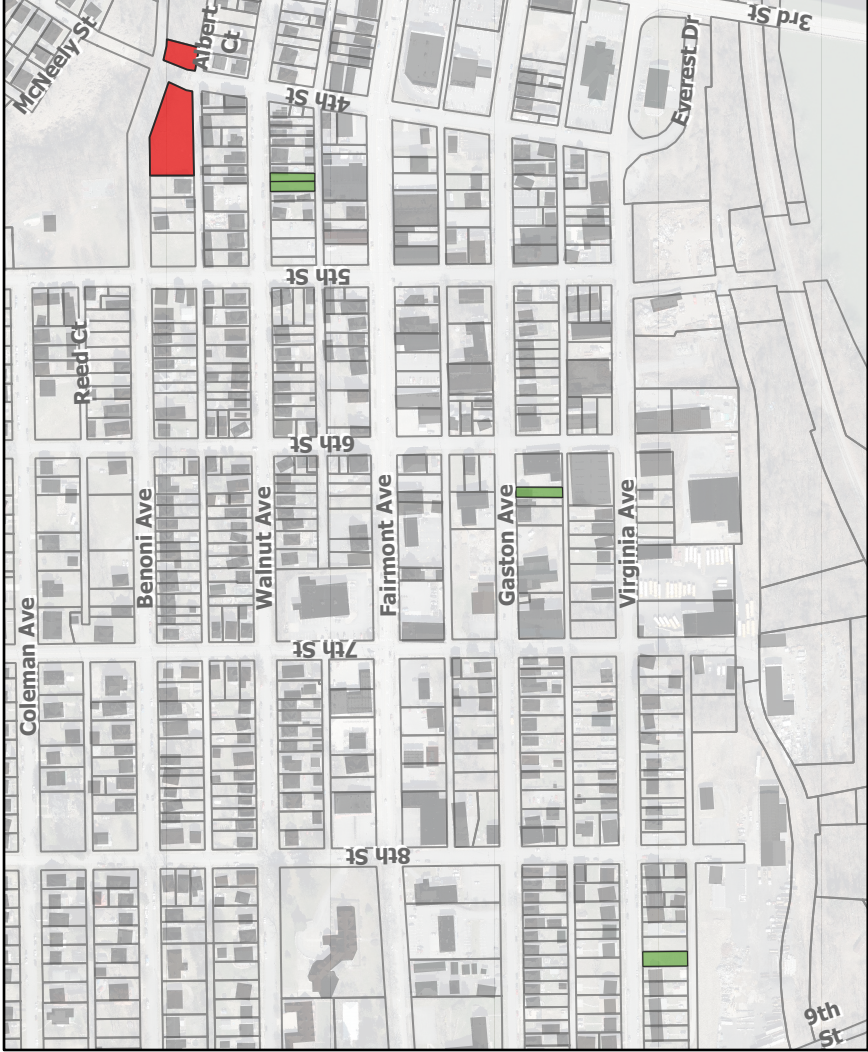 3rd St
McNeely St
Albert
Ct
Everest Dr
4th St
5th St
Reed Ct
6th St
Benoni Ave
Walnut Ave
Fairmont Ave
Gaston Ave
Virginia Ave
Coleman Ave
7th St
8th St
9th
St